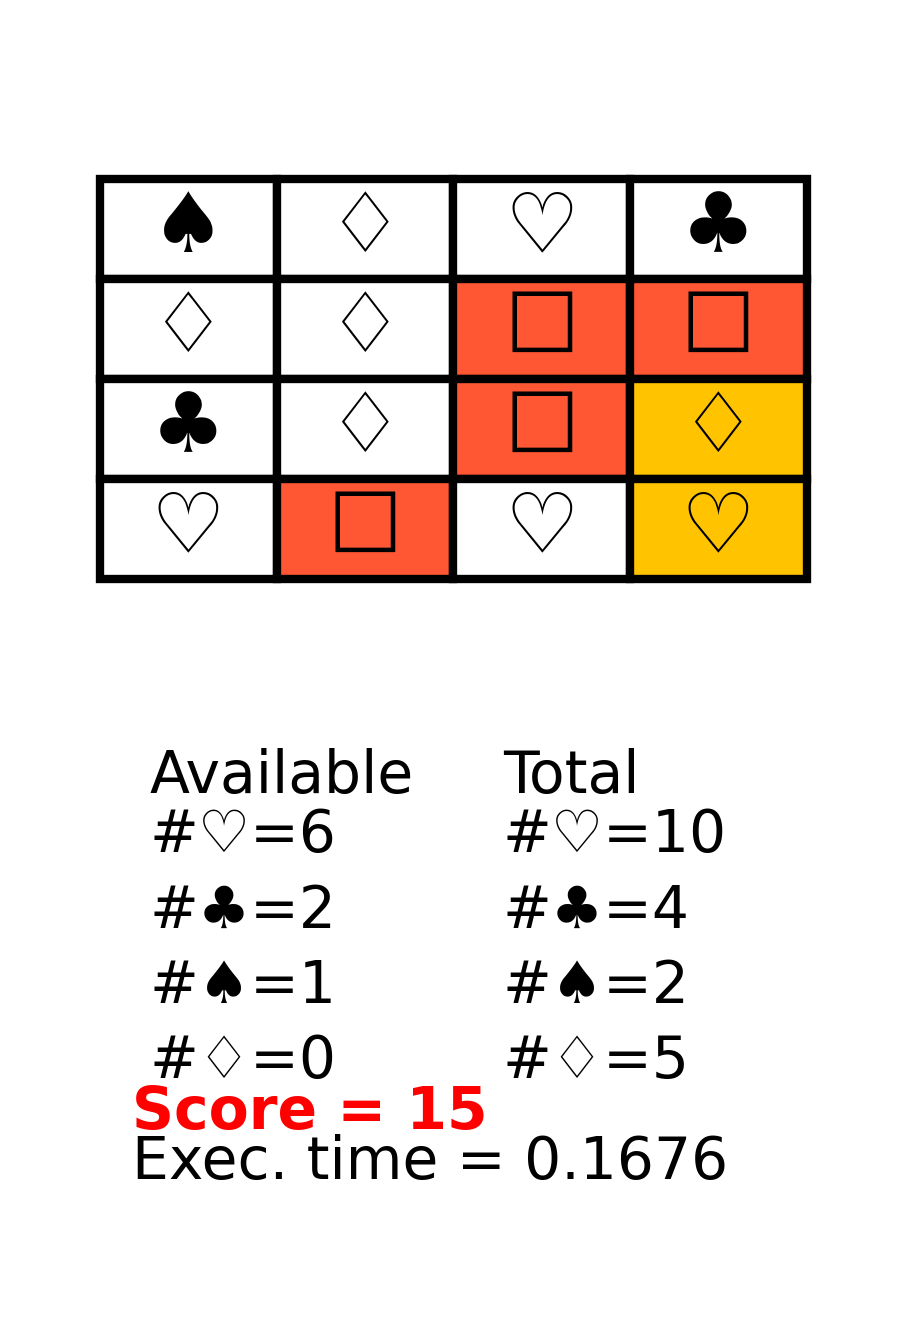 ♠ ♢ ♡ ♣
♢ ♢ □ □
♣ ♢ □ ♢
♡ □ ♡ ♡
Available Total
#♡=6 #♡=10
#♣=2 #♣=4
#♠=1 #♠=2
#♢=0 #♢=5
Score = 15
Exec. time = 0.1676